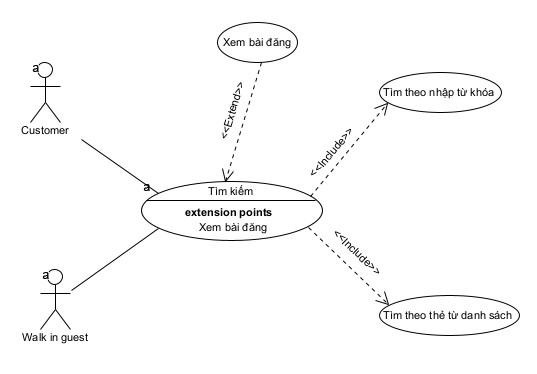 Xem bài đăng
a
Customer
<<Extend>>
Tìm theo nhập từ khóa
<<Include>>
a
Tìm kiếm
extension points
Xem bài đăng
<<Include>>
a
Walk in guest
Tìm theo thẻ từ danh sách